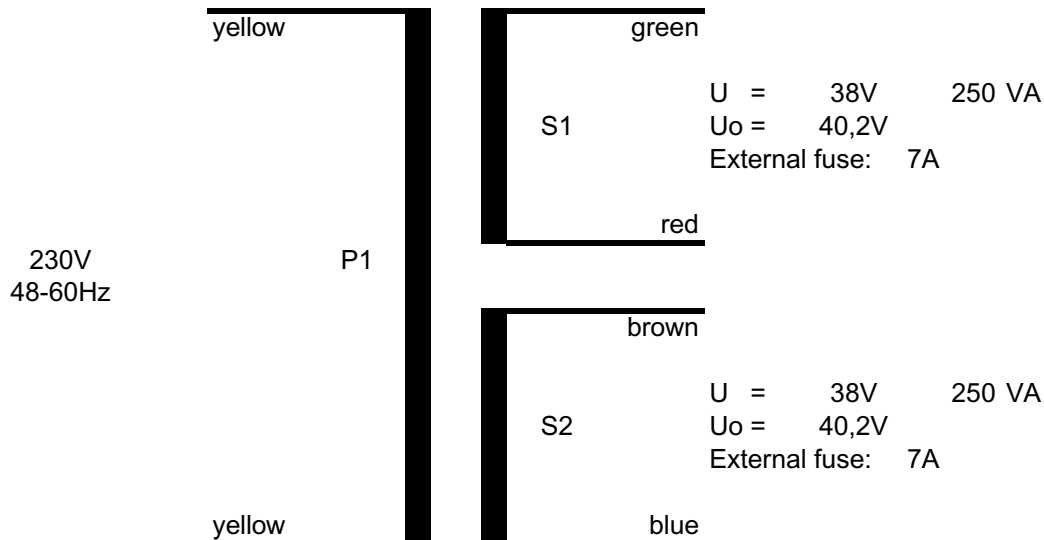 yellow
green
U = 38V 250 VA
S1
Uo = 40,2V
External fuse: 7A
red
230V
P1
48-60Hz
brown
U = 38V 250 VA
S2
Uo = 40,2V
External fuse: 7A
yellow
blue